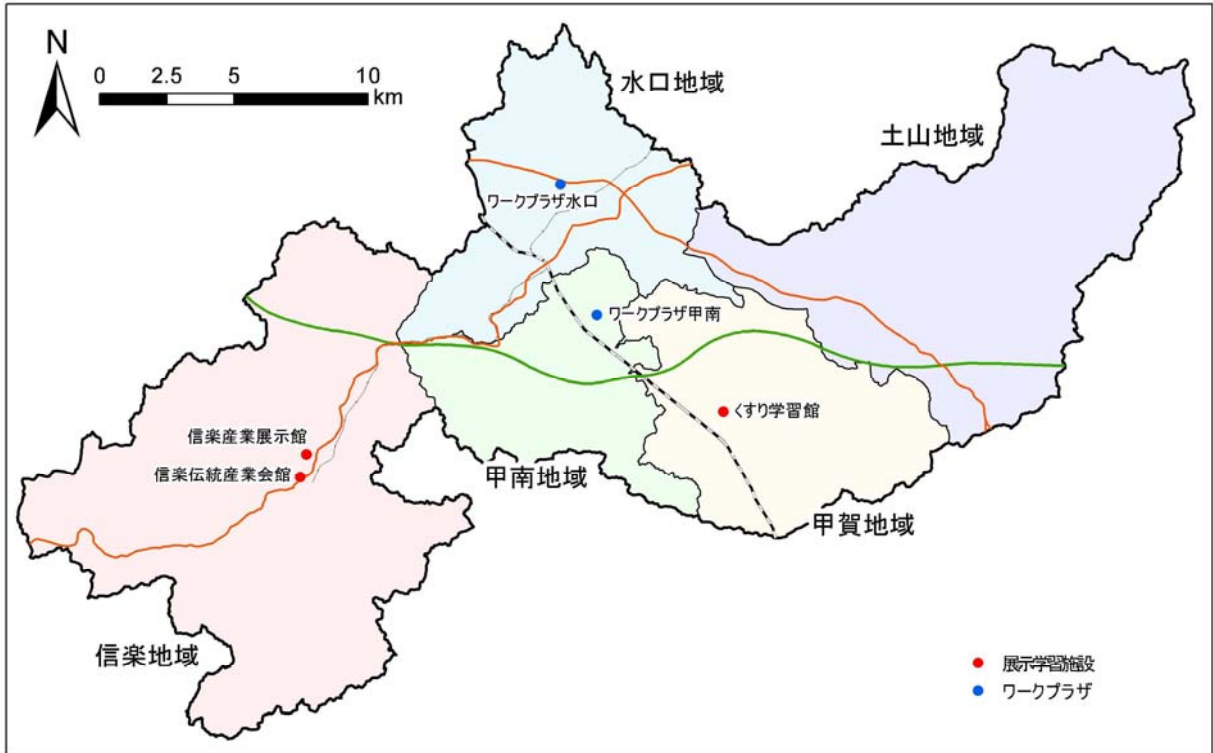 N
0 2.5 5 10
km
水口地域
土山地域
ワークプラザ水口
ワークプラザ甲南
くすり学習館
信楽産業展示館
信楽伝統産業会館
甲南地域
甲賀地域
信楽地域
展示学習施設
ワークプラザ